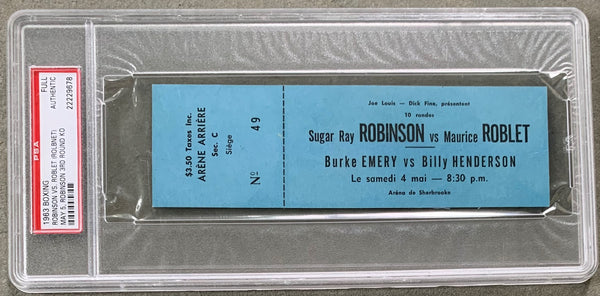 1963 BOXING
ROBINSON VS. ROBLET (ROLBNET)
MAY 5, ROBINSON 3RD ROUND KO
PSA
FULL
AUTHENTIC
22229678
$3.50 Taxes Inc.
ARÈNE ARRIÈRE
Sec. C
Siège
Nº 49
Joe Louis — Dick Finn, présentent
10 rondes
Sugar Ray ROBINSON vs Maurice ROBLET
Burke EMERY vs Billy HENDERSON
Le samedi 4 mai — 8:30 p.m.
Aréna de Sherbrooke